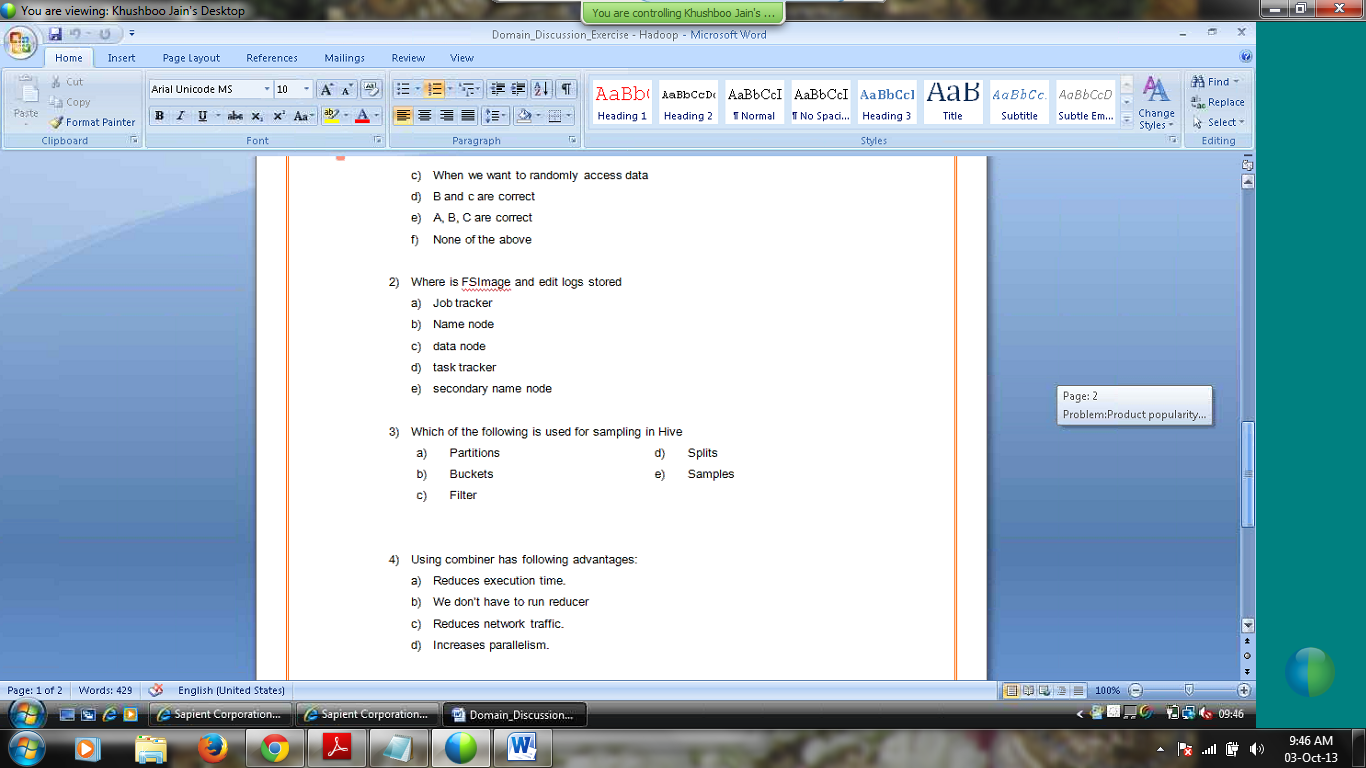 You are viewing: Khushboo Jain's Desktop
You are controlling Khushboo Jain's ...
Domain_Discussion_Exercise - Hadoop - Microsoft Word
Home Insert Page Layout References Mailings Review View
Cut
Copy
Paste
Format Painter
Clipboard
Arial Unicode MS 10
Font
Paragraph
AaBb( AaBbCcD( AaBbCcI AaBbCcI AaBbCcI AaB AaBbCc. AaBbCcD
Heading 1 Heading 2 ¶ Normal ¶ No Spaci... Heading 3 Title Subtitle Subtle Em...
Change Styles
Styles
Find
Replace
Select
Editing
c) When we want to randomly access data
d) B and c are correct
e) A, B, C are correct
f) None of the above
2) Where is FSImage and edit logs stored
a) Job tracker
b) Name node
c) data node
d) task tracker
e) secondary name node
3) Which of the following is used for sampling in Hive
a) Partitions d) Splits
b) Buckets e) Samples
c) Filter
4) Using combiner has following advantages:
a) Reduces execution time.
b) We don't have to run reducer
c) Reduces network traffic.
d) Increases parallelism.
Page: 2
Problem:Product popularity...
Page: 1 of 2 Words: 429 English (United States) 100%
Sapient Corporation... Sapient Corporation... Domain_Discussion... 09:46
9:46 AM
03-Oct-13